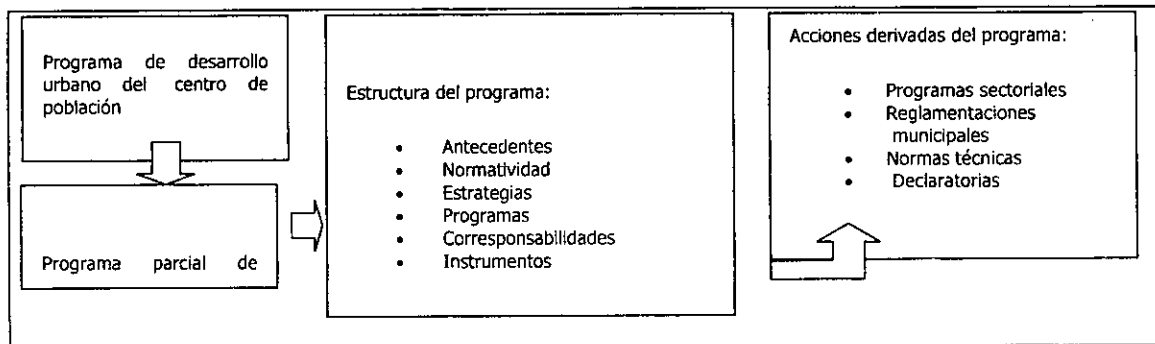 Programa de desarrollo
urbano del centro de
población
Programa parcial de
Estructura del programa:
• Antecedentes
• Normatividad
• Estrategias
• Programas
• Corresponsabilidades
• Instrumentos
Acciones derivadas del programa:
• Programas sectoriales
• Reglamentaciones
municipales
• Normas técnicas
• Declaratorias